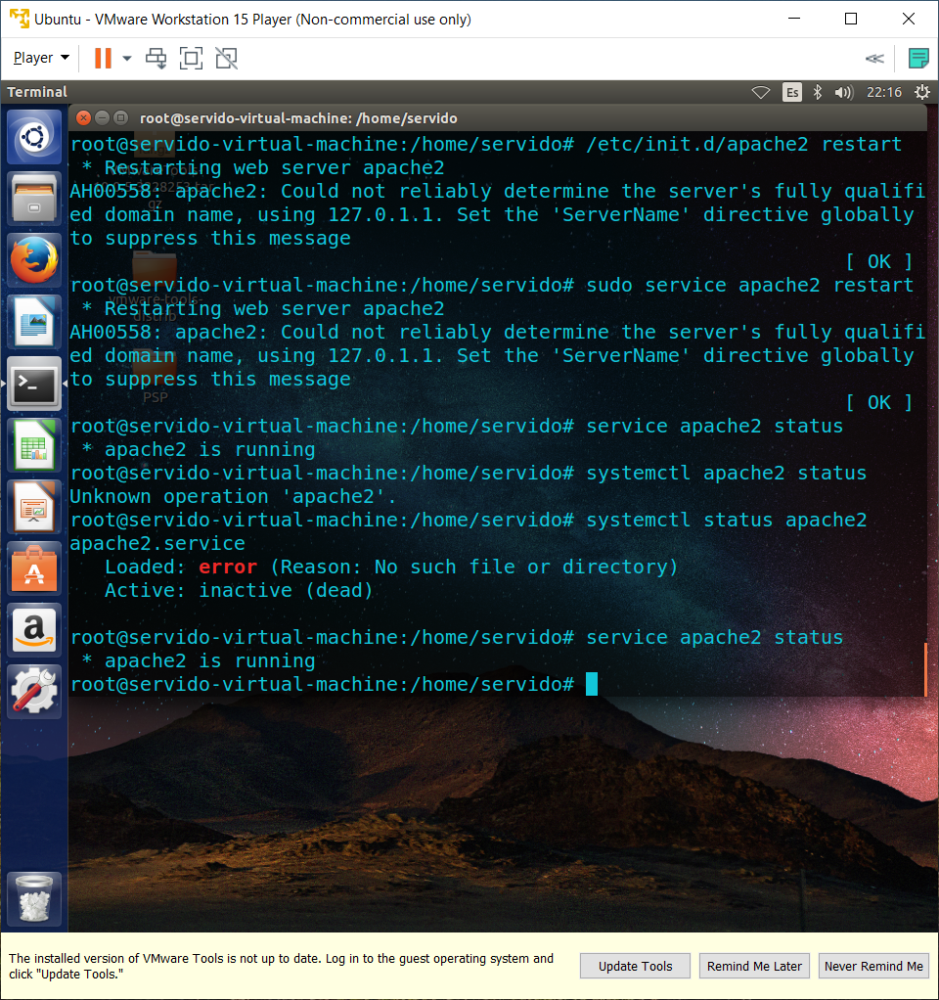 Ubuntu - VMware Workstation 15 Player (Non-commercial use only)
Player
Terminal
Es
22:16
root@servido-virtual-machine: /home/servido
root@servido-virtual-machine:/home/servido# /etc/init.d/apache2 restart
* Restarting web server apache2
AH00558: apache2: Could not reliably determine the server's fully qualifi
ed domain name, using 127.0.1.1. Set the 'ServerName' directive globally
to suppress this message
[ OK ]
root@servido-virtual-machine:/home/servido# sudo service apache2 restart
* Restarting web server apache2
AH00558: apache2: Could not reliably determine the server's fully qualifi
ed domain name, using 127.0.1.1. Set the 'ServerName' directive globally
to suppress this message
[ OK ]
root@servido-virtual-machine:/home/servido# service apache2 status
* apache2 is running
root@servido-virtual-machine:/home/servido# systemctl apache2 status
Unknown operation 'apache2'.
root@servido-virtual-machine:/home/servido# systemctl status apache2
apache2.service
Loaded: error (Reason: No such file or directory)
Active: inactive (dead)
root@servido-virtual-machine:/home/servido# service apache2 status
* apache2 is running
root@servido-virtual-machine:/home/servido#
gz
vmware-tools-
distrib
PSP
The installed version of VMware Tools is not up to date. Log in to the guest operating system and
click "Update Tools."
Update Tools
Remind Me Later
Never Remind Me